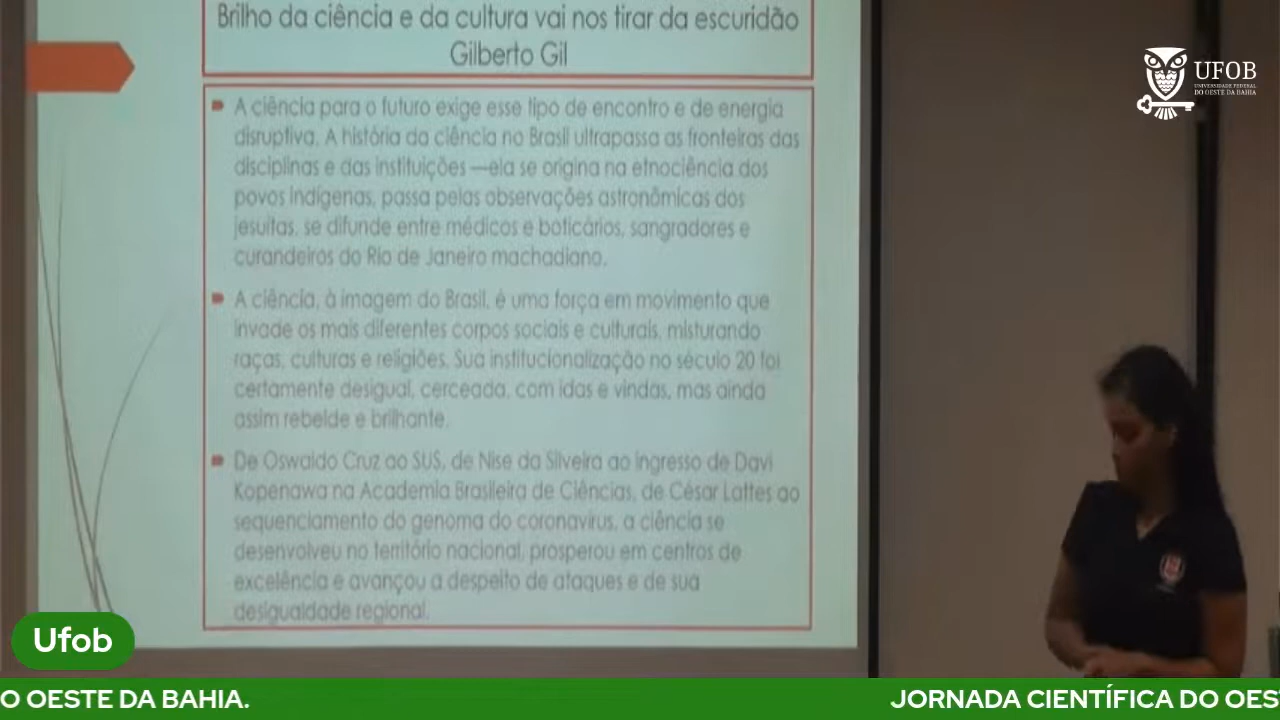 Brilho da ciência e da cultura vai nos tirar da escuridão
Gilberto Gil
A ciência para o futuro exige esse tipo de encontro e de energia
disruptiva. A história da ciência no Brasil ultrapassa as fronteiras das
disciplinas e das instituições —ela se origina na etnociência dos
povos indígenas, passa pelas observações astronômicas dos
jesuítas, se difunde entre médicos e boticários, sangradores e
curandeiros do Rio de Janeiro machadiano.
A ciência, à imagem do Brasil, é uma força em movimento que
invade os mais diferentes corpos sociais e culturais, misturando
raças, culturas e religiões. Sua institucionalização no século 20 foi
certamente desigual, cerceada, com idas e vindas, mas ainda
assim rebelde e brilhante.
De Oswaldo Cruz ao SUS, de Nise da Silveira ao ingresso de Davi
Kopenawa na Academia Brasileira de Ciências, de César Lattes ao
sequenciamento do genoma do coronavírus, a ciência se
desenvolveu no território nacional, prosperou em centros de
excelência e avançou a despeito de ataques e de sua
desigualdade regional.
UFOB
UNIVERSIDADE FEDERAL
DO OESTE DA BAHIA
Ufob
O OESTE DA BAHIA.
JORNADA CIENTÍFICA DO OES